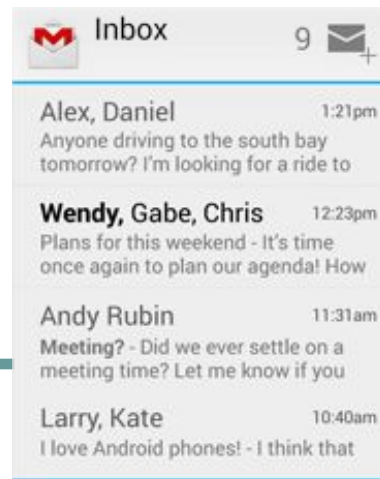 Inbox
9
Alex, Daniel 1:21pm
Anyone driving to the south bay
tomorrow? I'm looking for a ride to
Wendy, Gabe, Chris 12:23pm
Plans for this weekend - It's time
once again to plan our agenda! How
Andy Rubin 11:31am
Meeting? - Did we ever settle on a
meeting time? Let me know if you
Larry, Kate 10:40am
I love Android phones! - I think that